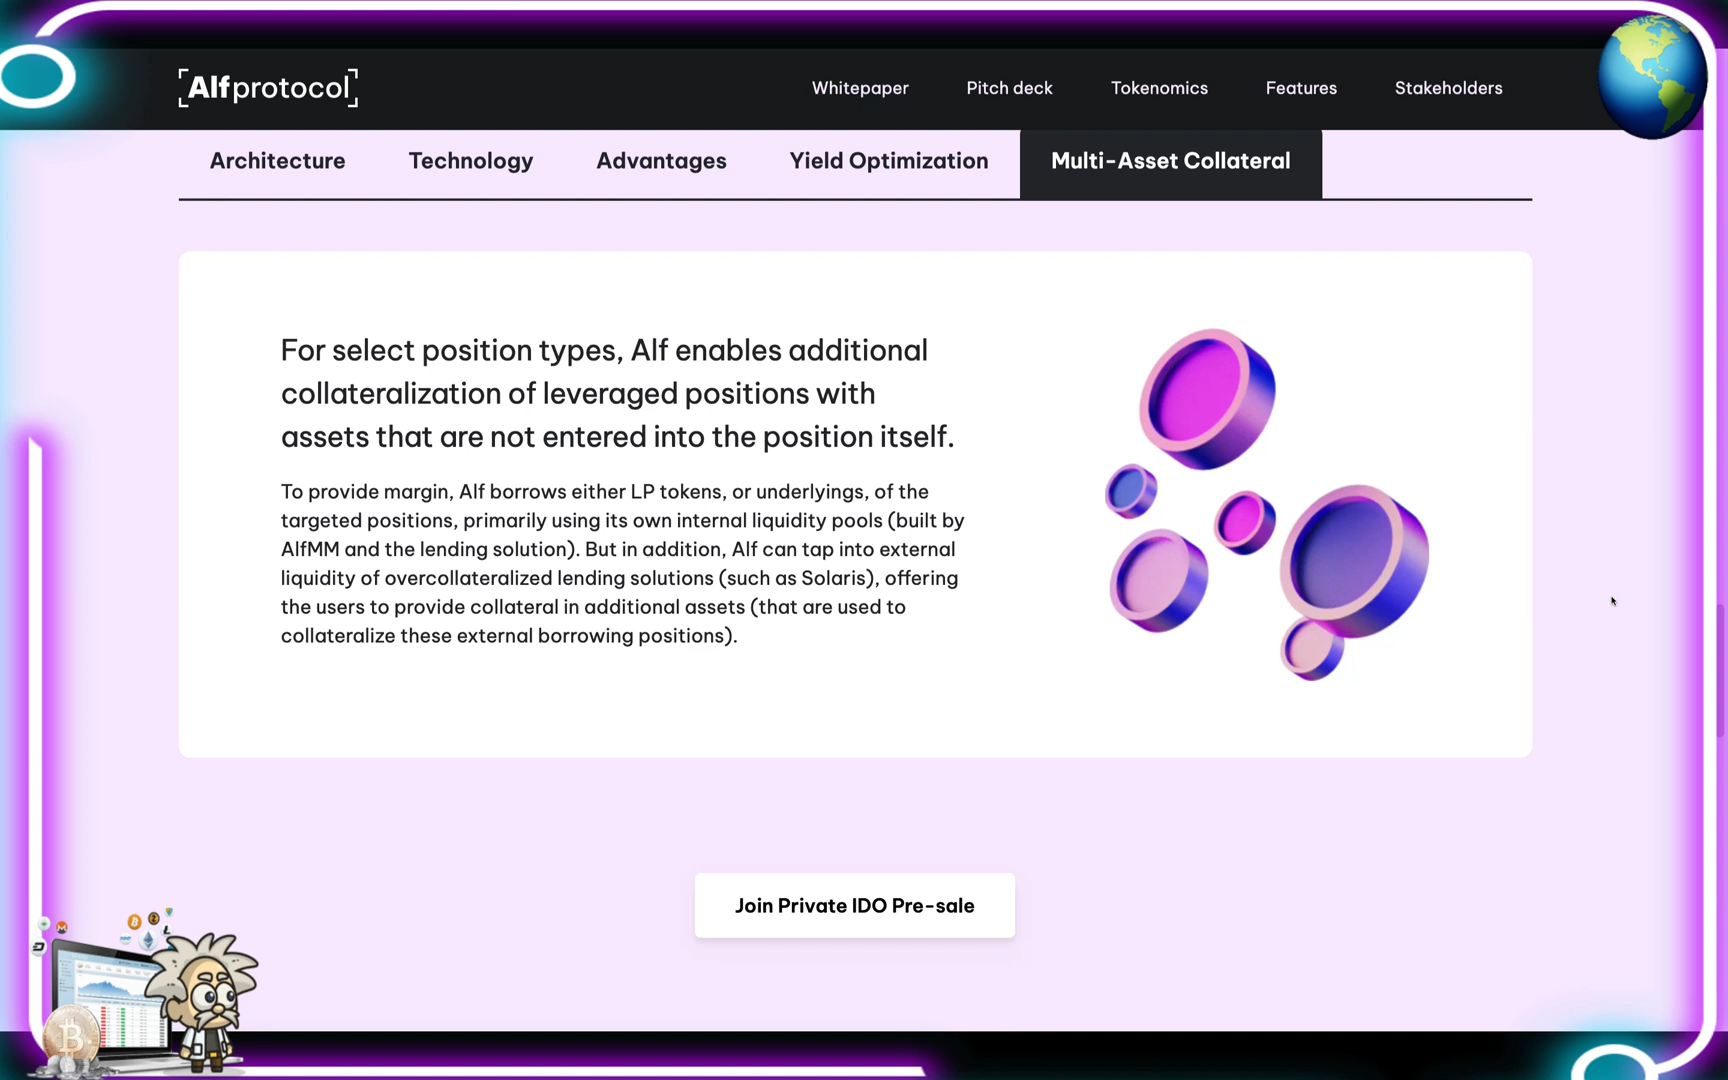 [Alfprotocol]
Whitepaper Pitch deck Tokenomics Features Stakeholders
Architecture Technology Advantages Yield Optimization Multi-Asset Collateral
For select position types, Alf enables additional
collateralization of leveraged positions with
assets that are not entered into the position itself.
To provide margin, Alf borrows either LP tokens, or underlyings, of the
targeted positions, primarily using its own internal liquidity pools (built by
AlfMM and the lending solution). But in addition, Alf can tap into external
liquidity of overcollateralized lending solutions (such as Solaris), offering
the users to provide collateral in additional assets (that are used to
collateralize these external borrowing positions).
Join Private IDO Pre-sale